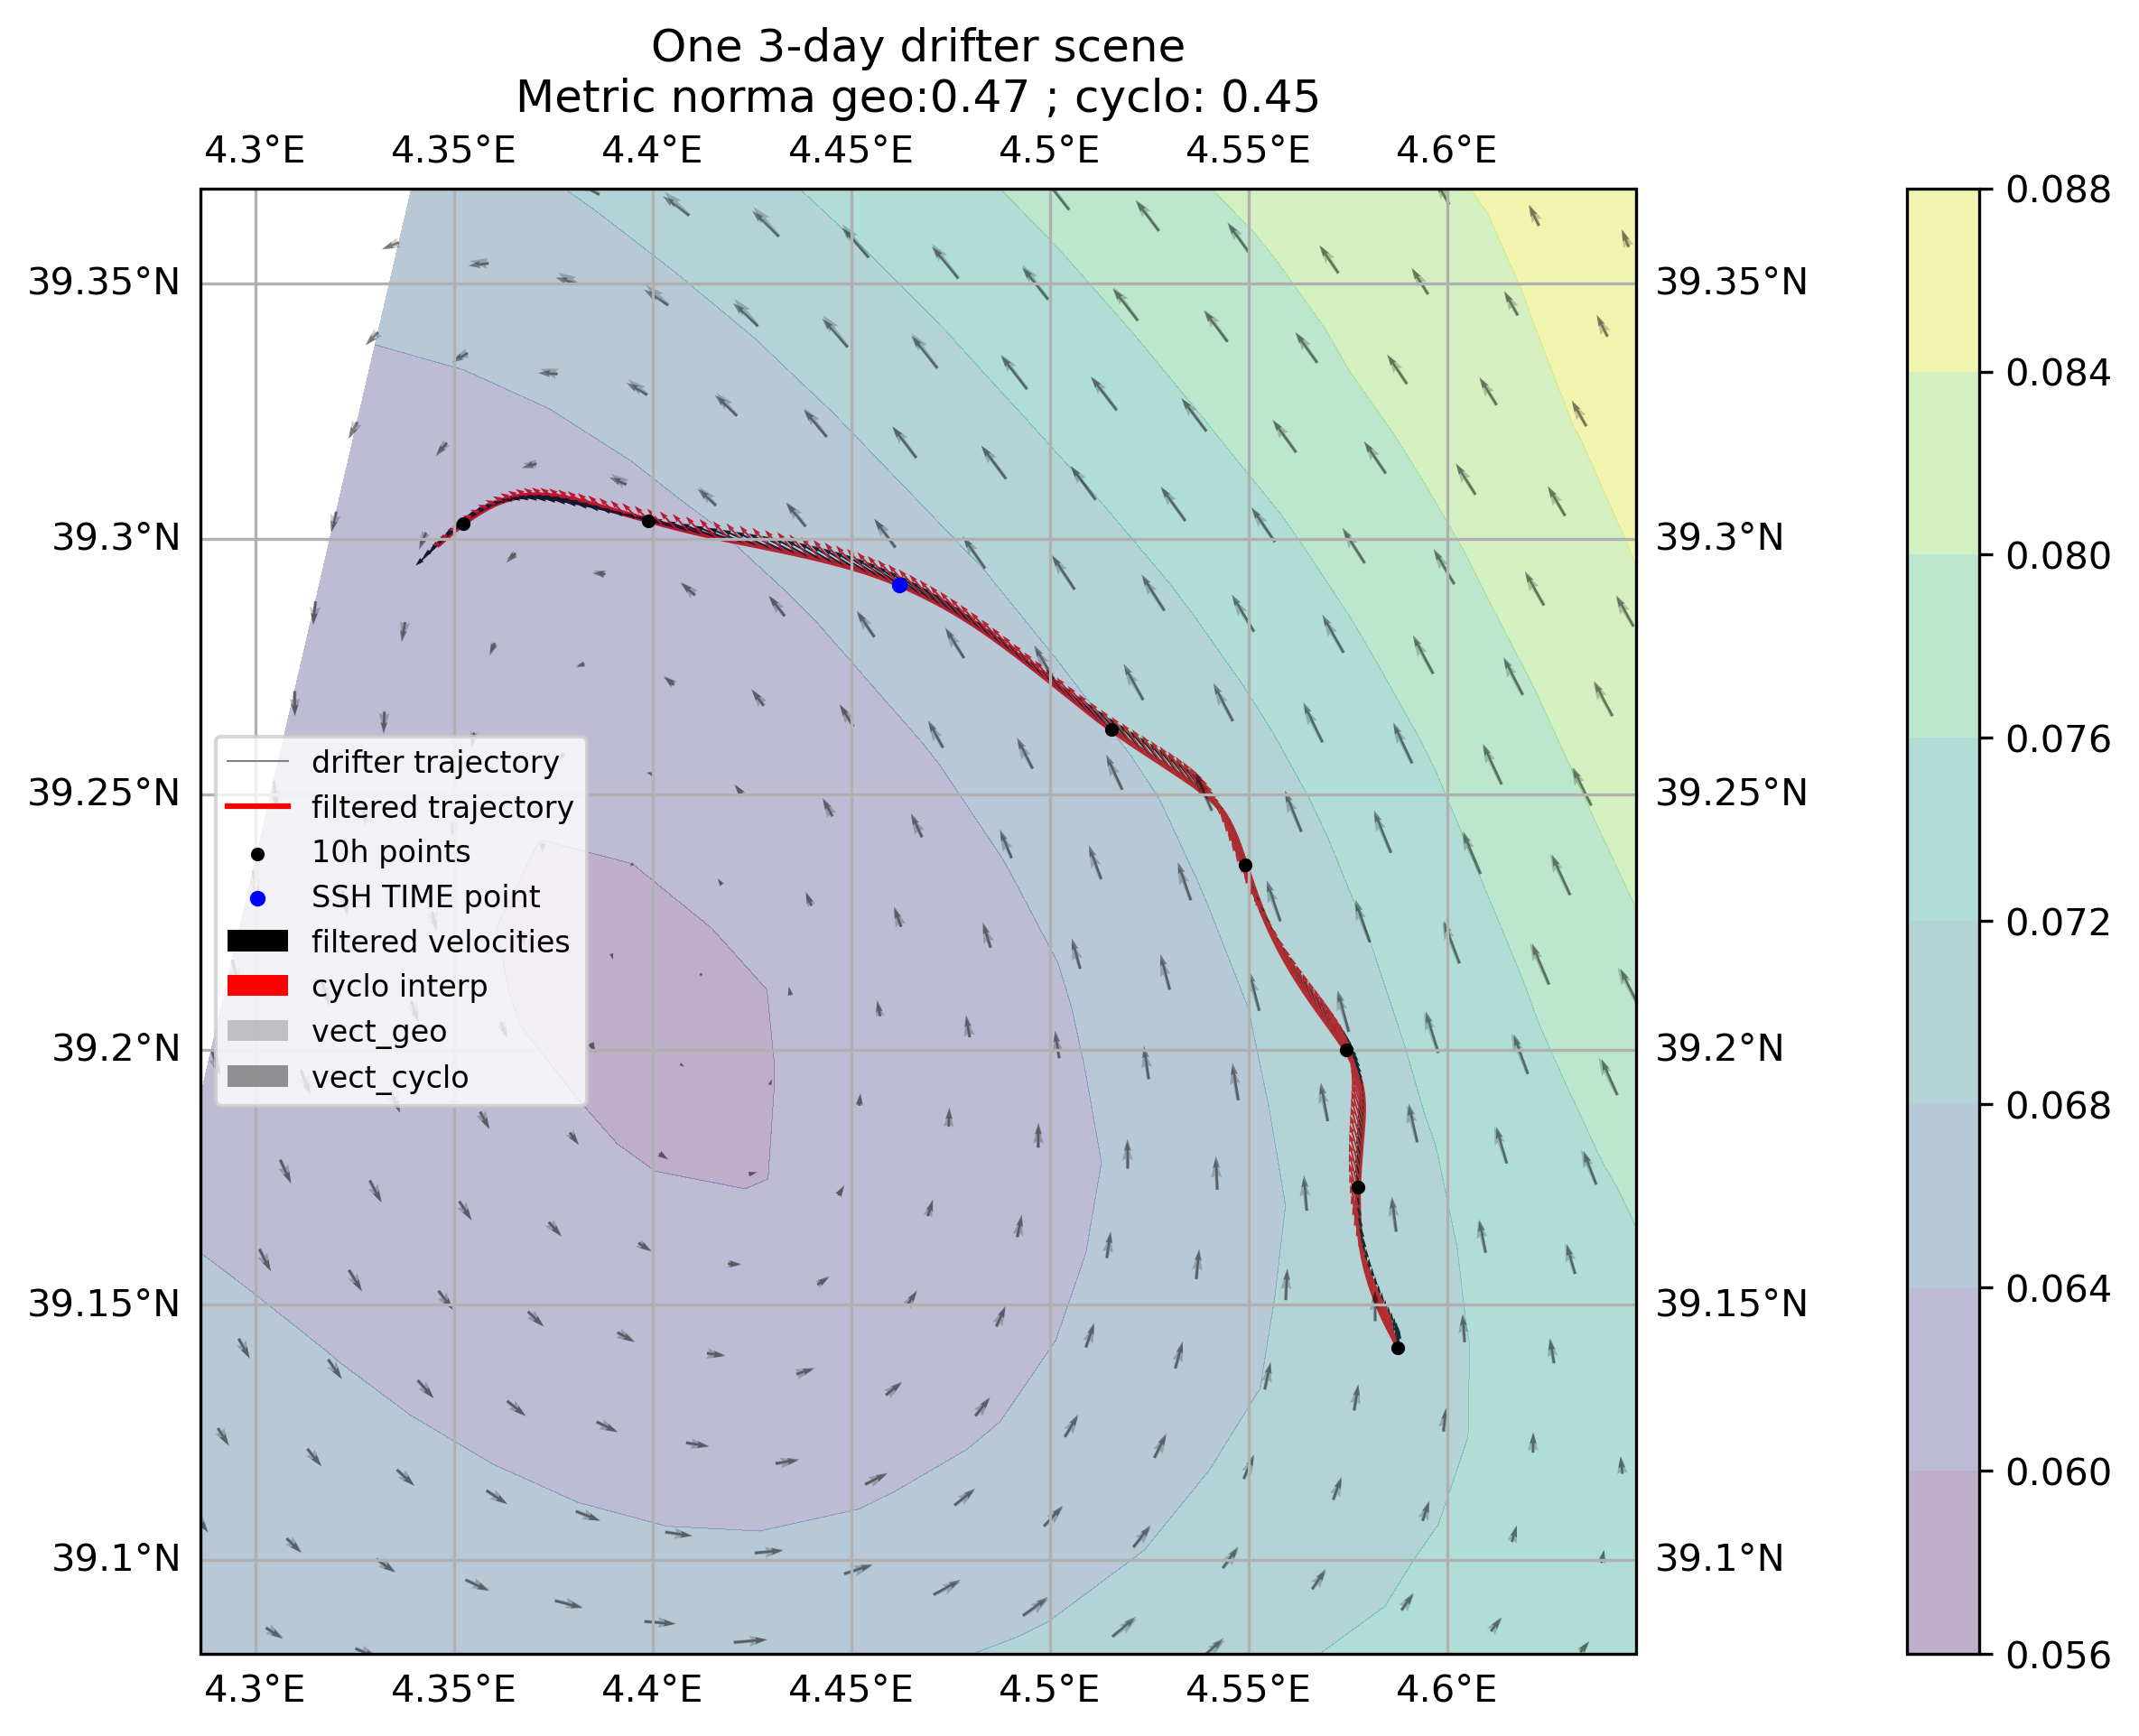 One 3-day drifter scene
Metric norma geo:0.47 ; cyclo: 0.45
4.3°E 4.35°E 4.4°E 4.45°E 4.5°E 4.55°E 4.6°E
39.35°N 39.35°N
39.3°N 39.3°N
39.25°N 39.25°N
39.2°N 39.2°N
39.15°N 39.15°N
39.1°N 39.1°N
drifter trajectory
filtered trajectory
10h points
SSH TIME point
filtered velocities
cyclo interp
vect_geo
vect_cyclo
4.3°E 4.35°E 4.4°E 4.45°E 4.5°E 4.55°E 4.6°E
0.088
0.084
0.080
0.076
0.072
0.068
0.064
0.060
0.056